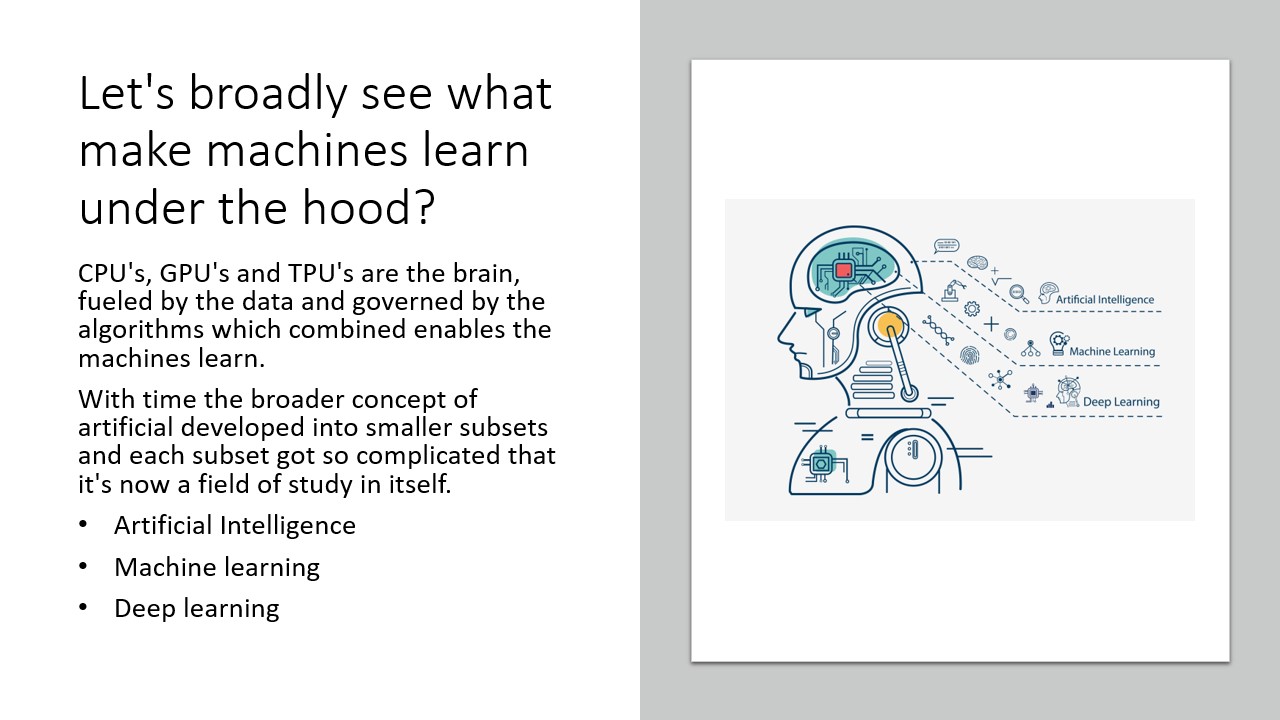 Let's broadly see what
make machines learn
under the hood?
CPU's, GPU's and TPU's are the brain,
fueled by the data and governed by the
algorithms which combined enables the
machines learn.
With time the broader concept of
artificial developed into smaller subsets
and each subset got so complicated that
it's now a field of study in itself.
• Artificial Intelligence
• Machine learning
• Deep learning
Artificial Intelligence
Machine Learning
Deep Learning